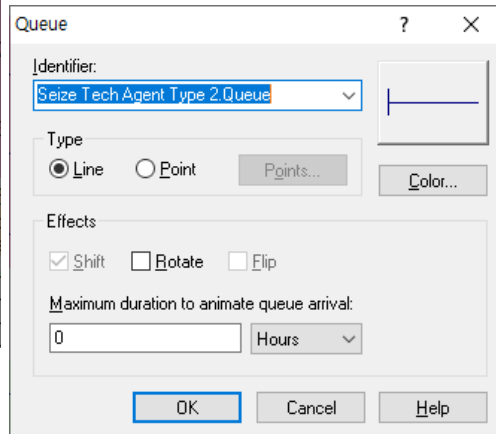 Queue ?
Identifier:
Seize Tech Agent Type 2.Queue
Type
Line Point Points...
Color...
Effects
Shift Rotate Flip
Maximum duration to animate queue arrival:
0 Hours
OK Cancel Help